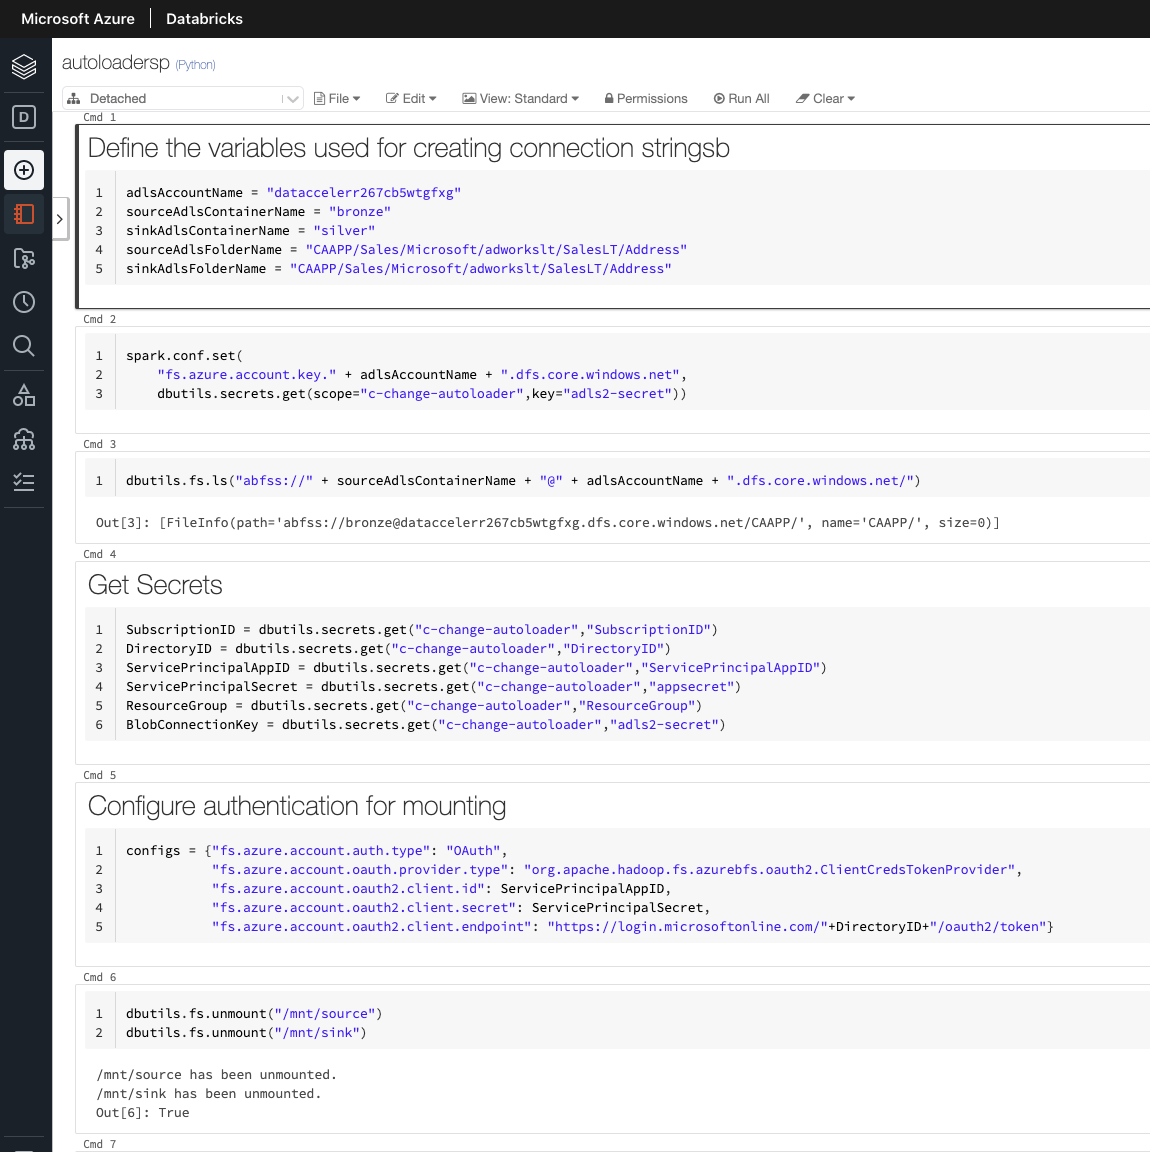 Microsoft Azure | Databricks
autoloadersp (Python)
Detached File Edit View: Standard Permissions Run All Clear
D
Cmd 1
Define the variables used for creating connection stringsb
1 adlsAccountName = "dataccelerr267cb5wtgfxg"
2 sourceAdlsContainerName = "bronze"
3 sinkAdlsContainerName = "silver"
4 sourceAdlsFolderName = "CAAPP/Sales/Microsoft/adworkslt/SalesLT/Address"
5 sinkAdlsFolderName = "CAAPP/Sales/Microsoft/adworkslt/SalesLT/Address"
Cmd 2
1 spark.conf.set(
2 "fs.azure.account.key." + adlsAccountName + ".dfs.core.windows.net",
3 dbutils.secrets.get(scope="c-change-autoloader",key="adls2-secret"))
Cmd 3
1 dbutils.fs.ls("abfss://" + sourceAdlsContainerName + "@" + adlsAccountName + ".dfs.core.windows.net/")
Out[3]: [FileInfo(path='abfss://bronze@dataccelerr267cb5wtgfxg.dfs.core.windows.net/CAAPP/', name='CAAPP/', size=0)]
Cmd 4
Get Secrets
1 SubscriptionID = dbutils.secrets.get("c-change-autoloader","SubscriptionID")
2 DirectoryID = dbutils.secrets.get("c-change-autoloader","DirectoryID")
3 ServicePrincipalAppID = dbutils.secrets.get("c-change-autoloader","ServicePrincipalAppID")
4 ServicePrincipalSecret = dbutils.secrets.get("c-change-autoloader","appsecret")
5 ResourceGroup = dbutils.secrets.get("c-change-autoloader","ResourceGroup")
6 BlobConnectionKey = dbutils.secrets.get("c-change-autoloader","adls2-secret")
Cmd 5
Configure authentication for mounting
1 configs = {"fs.azure.account.auth.type": "OAuth",
2 "fs.azure.account.oauth.provider.type": "org.apache.hadoop.fs.azurebfs.oauth2.ClientCredsTokenProvider",
3 "fs.azure.account.oauth2.client.id": ServicePrincipalAppID,
4 "fs.azure.account.oauth2.client.secret": ServicePrincipalSecret,
5 "fs.azure.account.oauth2.client.endpoint": "https://login.microsoftonline.com/"+DirectoryID+"/oauth2/token"}
Cmd 6
1 dbutils.fs.unmount("/mnt/source")
2 dbutils.fs.unmount("/mnt/sink")
/mnt/source has been unmounted.
/mnt/sink has been unmounted.
Out[6]: True
Cmd 7